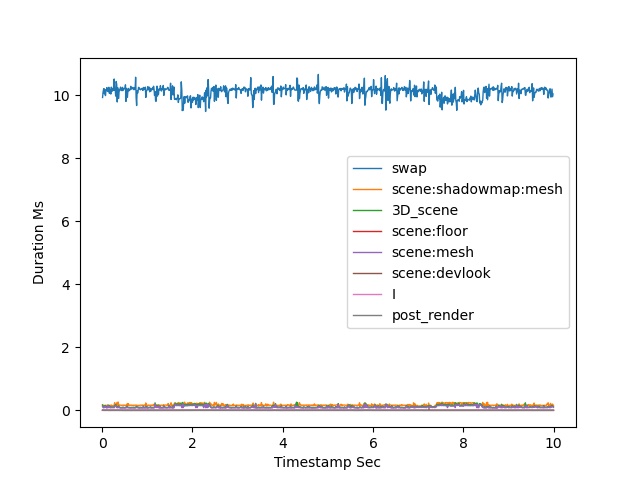 10
8
6
4
2
0
Duration Ms
swap
scene:shadowmap:mesh
3D_scene
scene:floor
scene:mesh
scene:devlook
I
post_render
0 2 4 6 8 10
Timestamp Sec